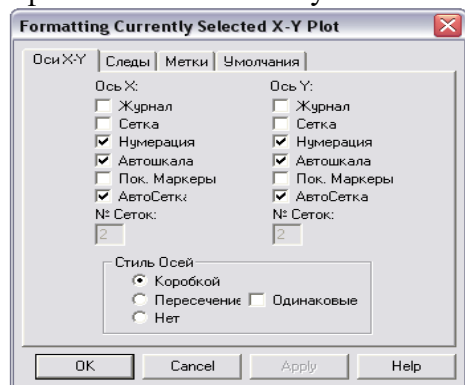 Formatting Currently Selected X-Y Plot
Оси X-Y Следы Метки Умолчания
Ось X: Ось Y:
Журнал Журнал
Сетка Сетка
Нумерация Нумерация
Автошкала Автошкала
Пок. Маркеры Пок. Маркеры
АвтоСетка АвтоСетка
№ Сеток: № Сеток:
2 2
Стиль Осей
Коробкой
Пересечение Одинаковые
Нет
OK Cancel Apply Help